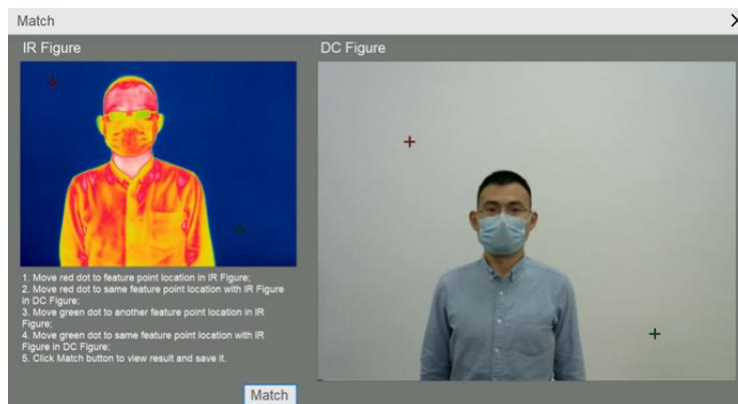 Match
IR Figure
DC Figure
1. Move red dot to feature point location in IR Figure;
2. Move red dot to same feature point location with IR Figure
in DC Figure;
3. Move green dot to another feature point location in IR
Figure;
4. Move green dot to same feature point location with IR
Figure in DC Figure;
5. Click Match button to view result and save it.
Match